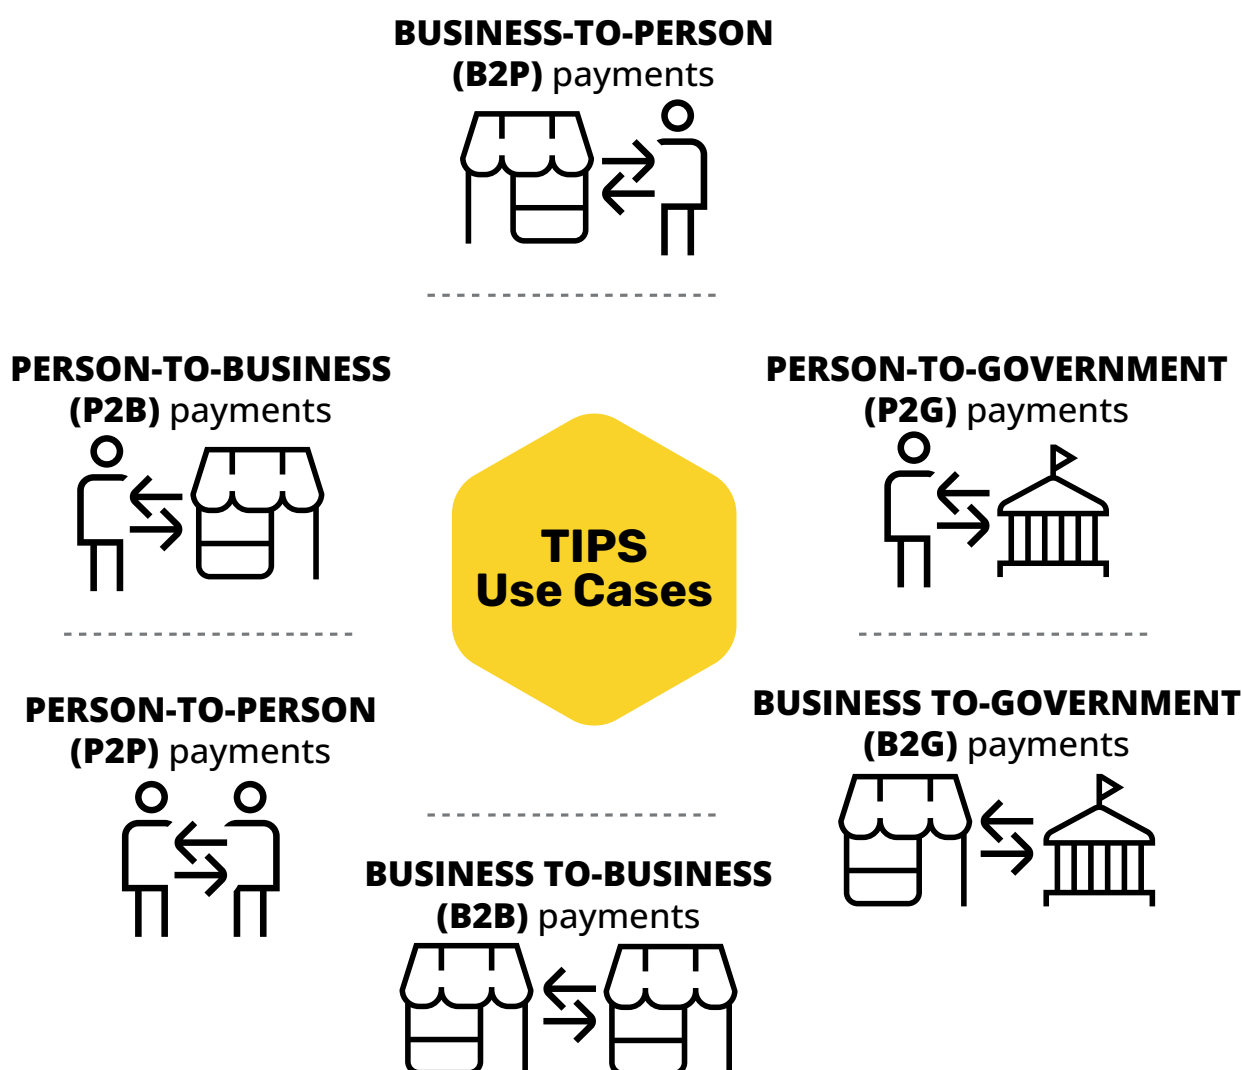 BUSINESS-TO-PERSON
(B2P) payments
PERSON-TO-BUSINESS
(P2B) payments
PERSON-TO-GOVERNMENT
(P2G) payments
TIPS
Use Cases
PERSON-TO-PERSON
(P2P) payments
BUSINESS TO-GOVERNMENT
(B2G) payments
BUSINESS TO-BUSINESS
(B2B) payments